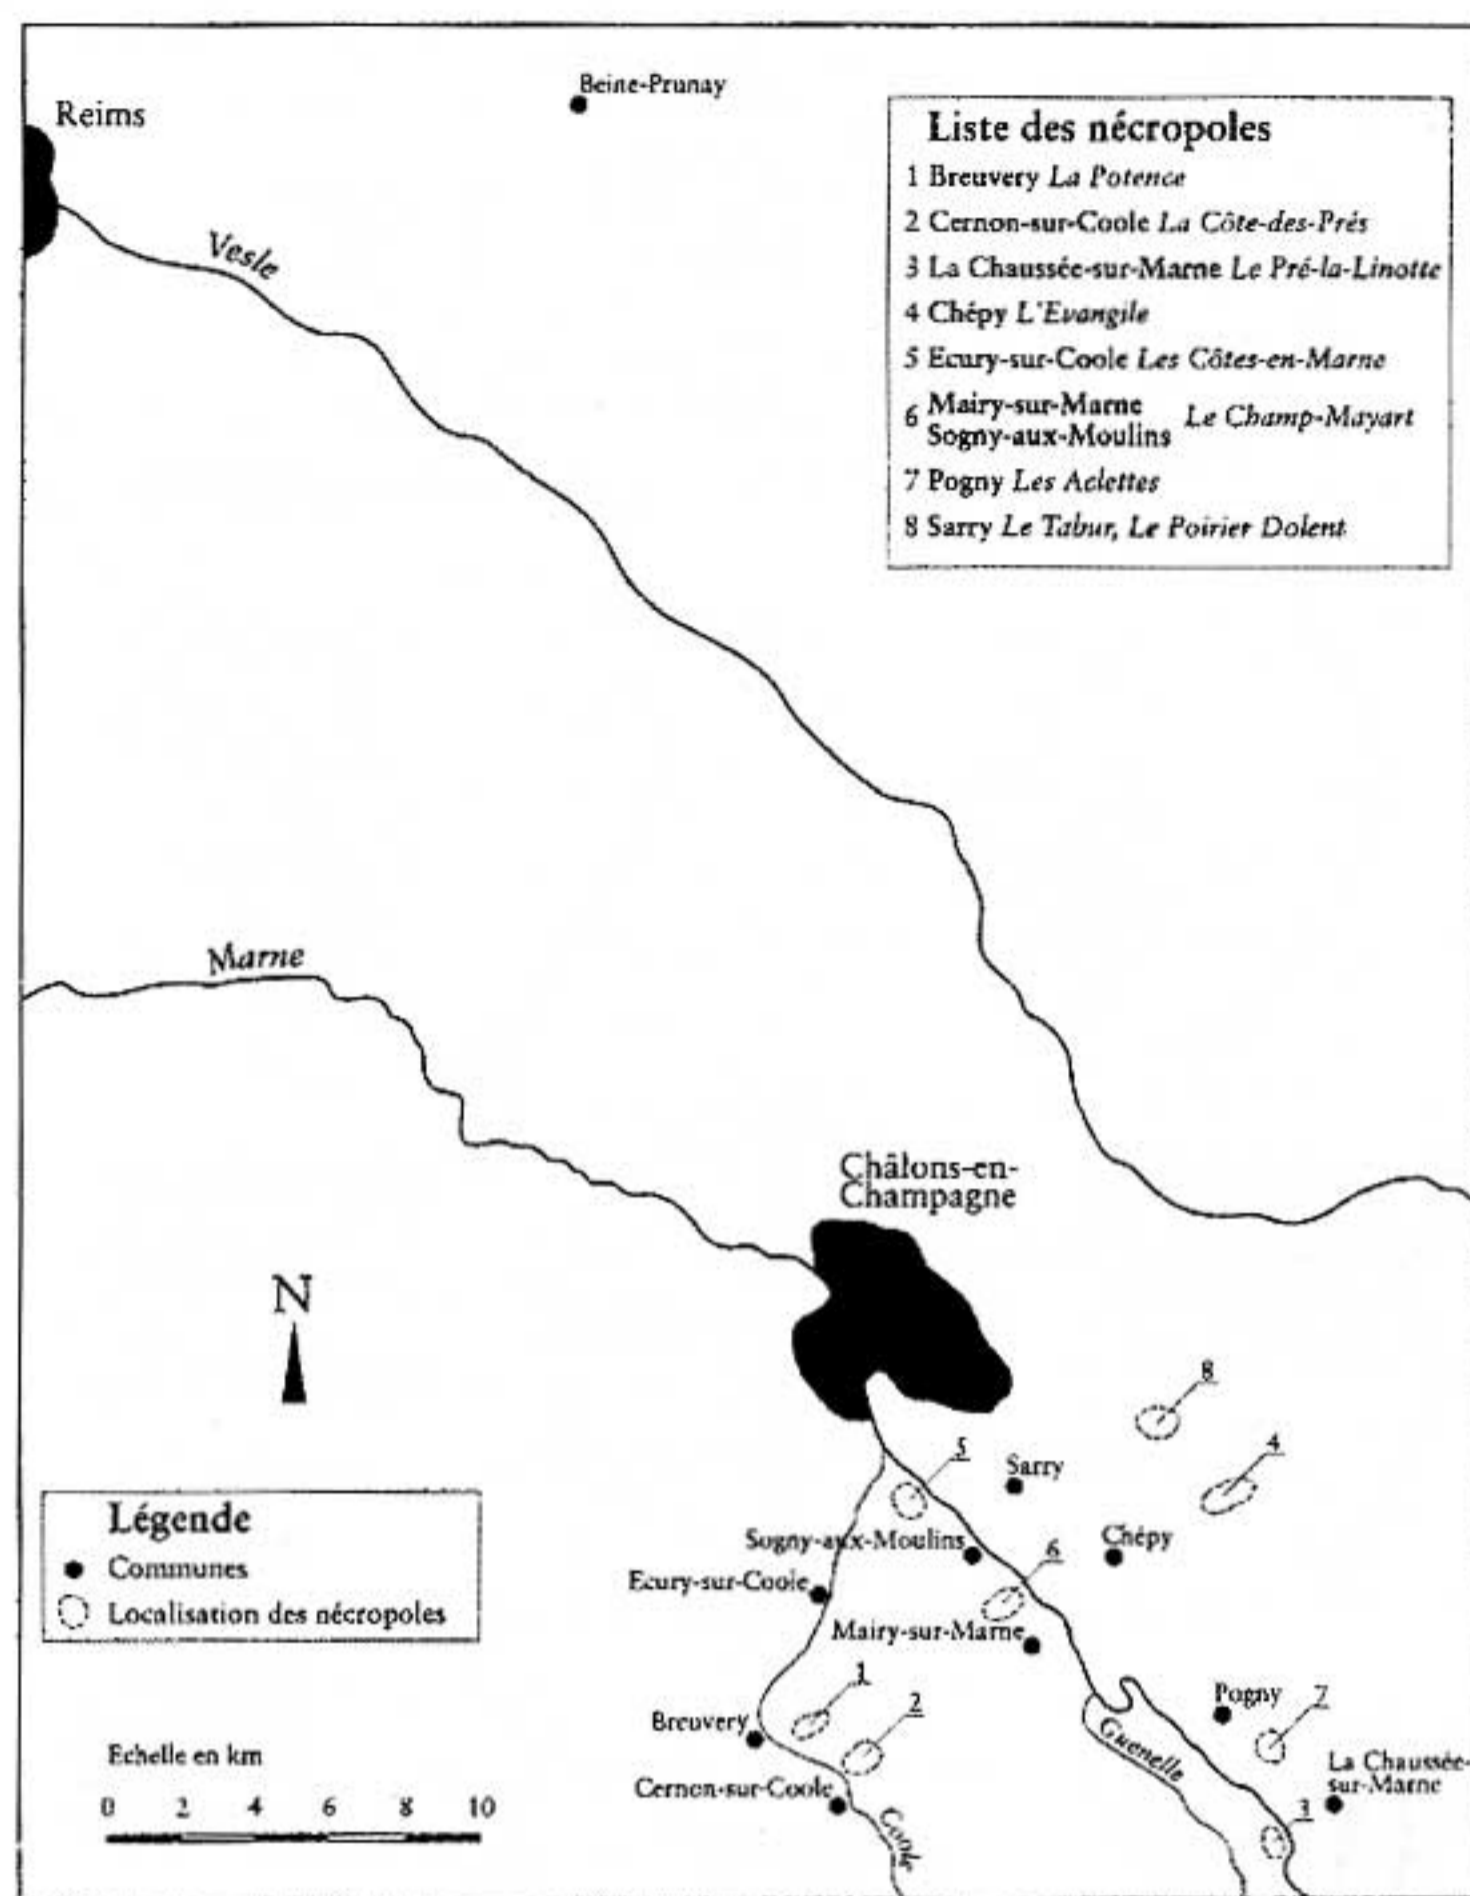 Beine-Prunay
Reims
Liste des nécropoles
1 Breuvery La Potence
2 Cernon-sur-Coole La Côte-des-Prés
3 La Chaussée-sur-Marne Le Pré-la-Linotte
4 Chépy L'Evangile
5 Ecury-sur-Coole Les Côtes-en-Marne
6 Mairy-sur-Marne
Sogny-aux-Moulins Le Champ-Mayart
7 Pogny Les Aclettes
8 Sarry Le Tabur, Le Poirier Dolent
Vesle
Marne
Châlons-en-
Champagne
N
8
4
5
Sarry
Sogny-aux-Moulins
6
Chépy
Ecury-sur-Coole
Mairy-sur-Marne
Légende
Communes
Localisation des nécropoles
1
2
Breuvery
Pogny
7
Guenelle
La Chaussée-
sur-Marne
Cernon-sur-Coole
3
Coole
Echelle en km
0 2 4 6 8 10